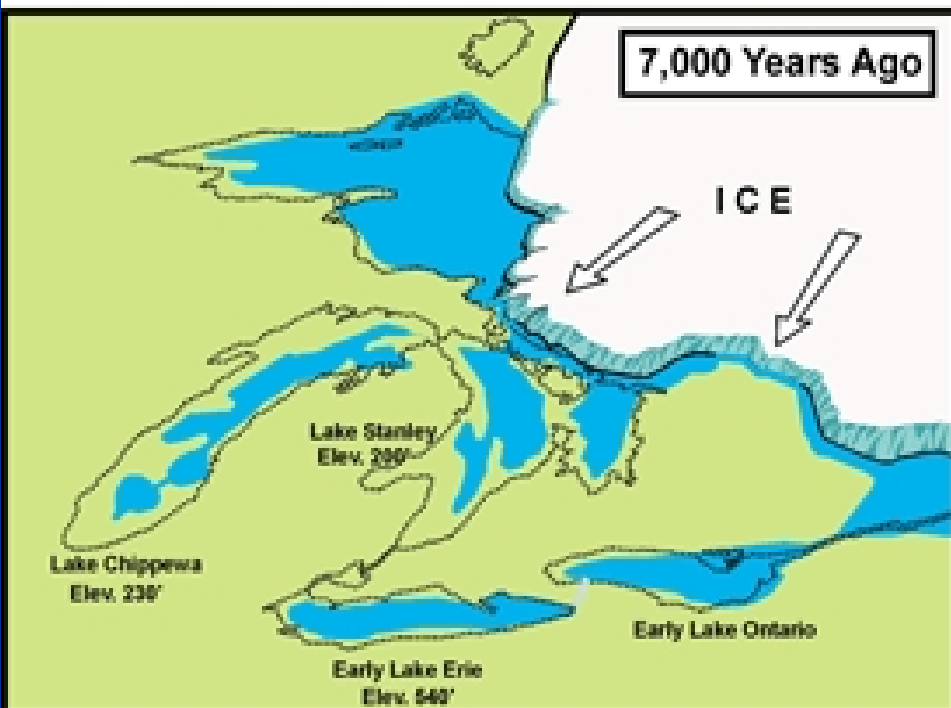 7,000 Years Ago
I C E
Lake Stanley
Elev. 200'
Lake Chippewa
Elev. 230'
Early Lake Ontario
Early Lake Erie
Elev. 540'